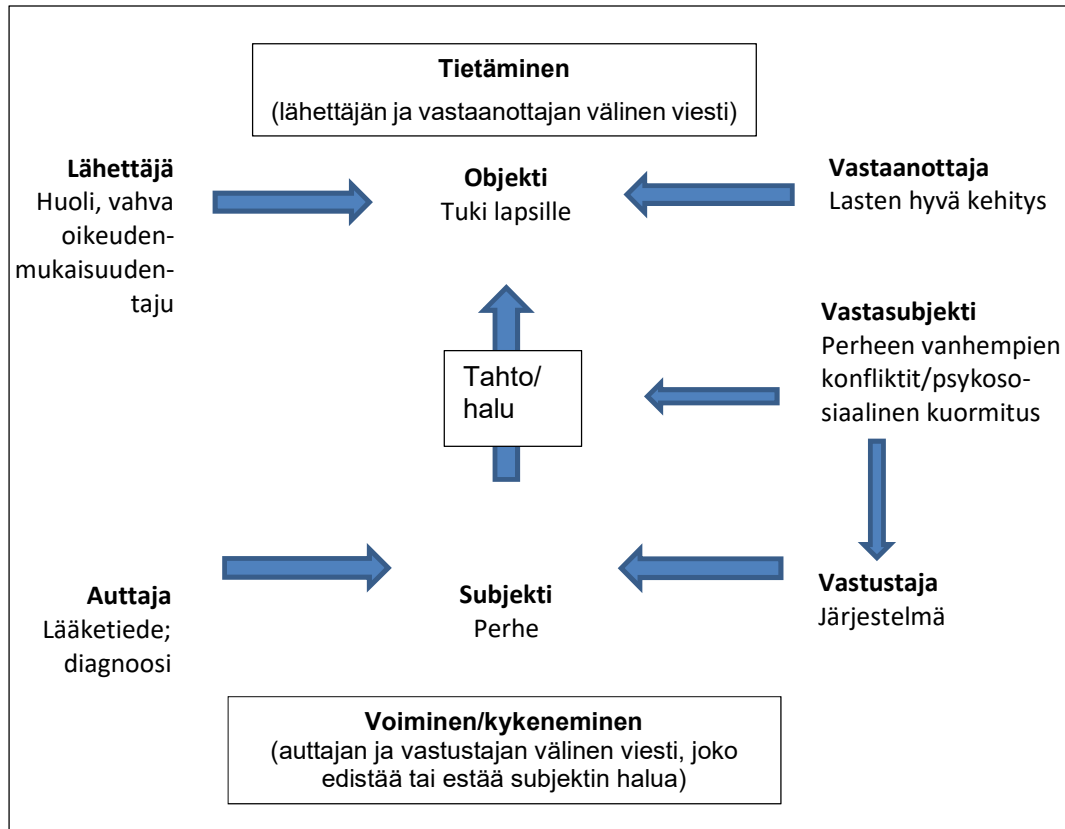 Tietäminen
(lähettäjän ja vastaanottajan välinen viesti)
Lähettäjä
Huoli, vahva
oikeuden-
mukaisuuden-
taju
Objekti
Tuki lapsille
Vastaanottaja
Lasten hyvä kehitys
Tahto/
halu
Vastasubjekti
Perheen vanhempien
konfliktit/psykoso-
siaalinen kuormitus
Auttaja
Lääketiede;
diagnoosi
Subjekti
Perhe
Vastustaja
Järjestelmä
Voiminen/kykeneminen
(auttajan ja vastustajan välinen viesti, joko
edistää tai estää subjektin halua)